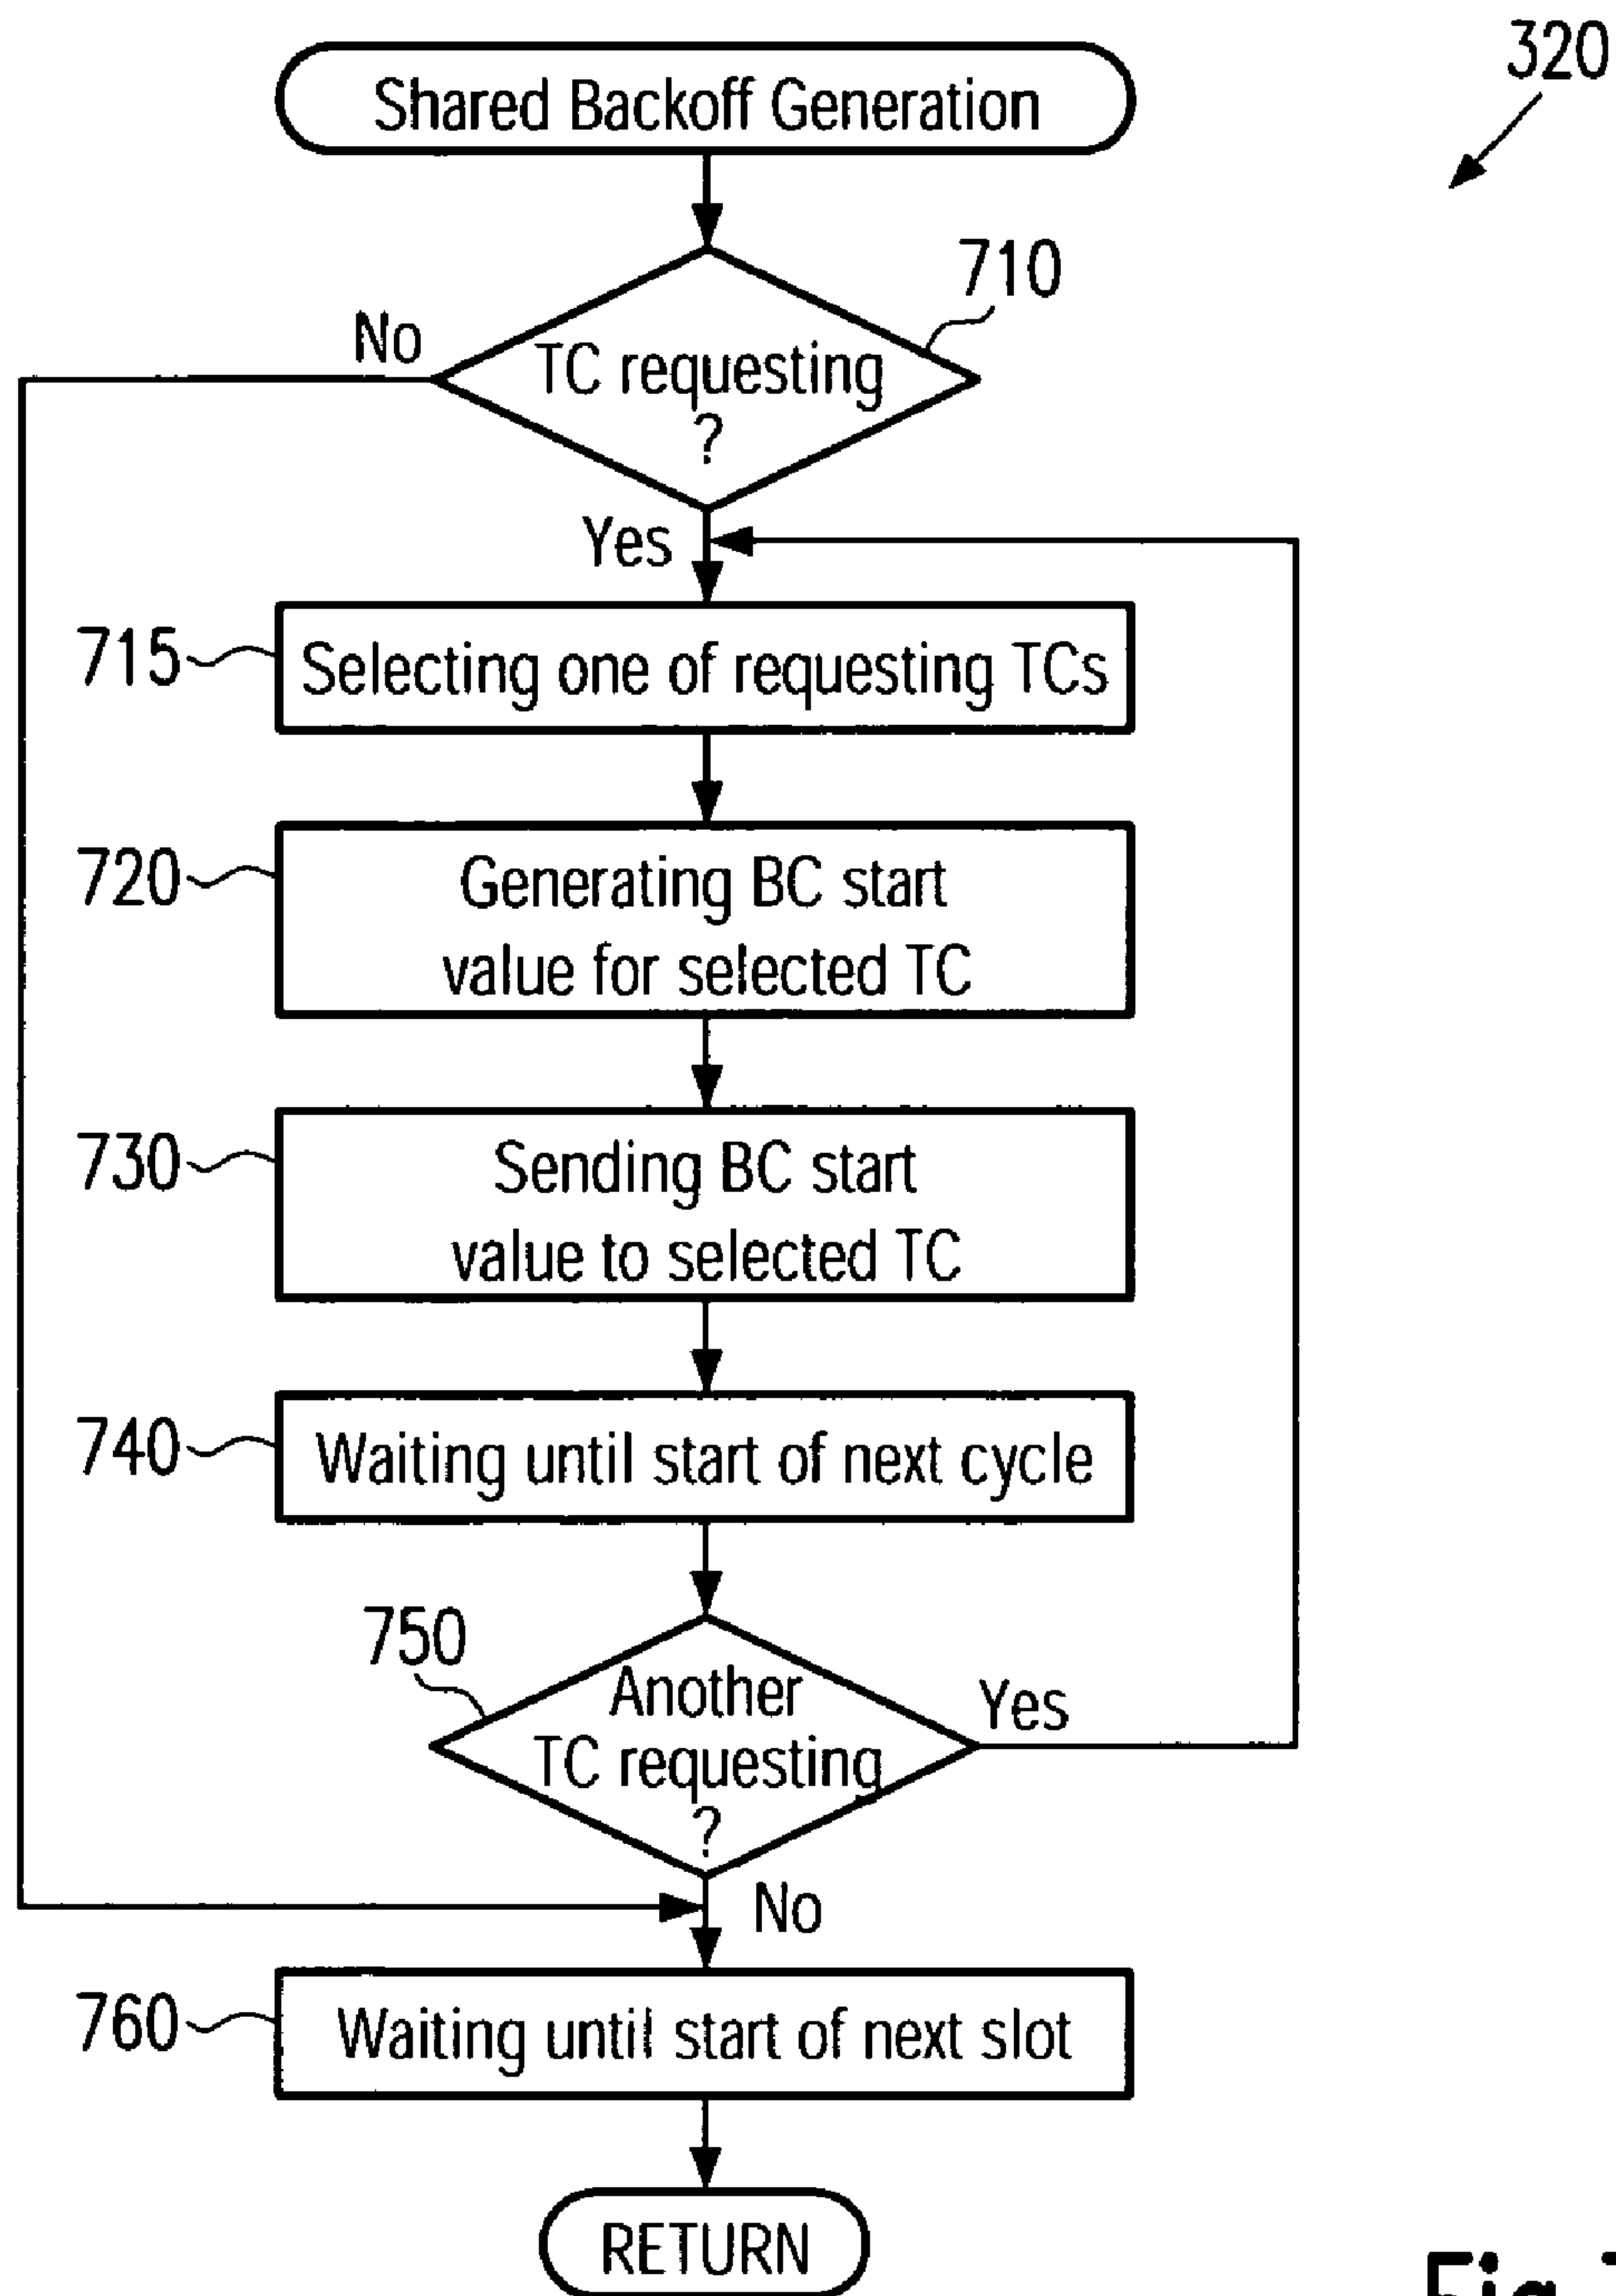 320
Shared Backoff Generation
710
No
TC requesting
?
Yes
715
Selecting one of requesting TCs
720
Generating BC start
value for selected TC
730
Sending BC start
value to selected TC
740
Waiting until start of next cycle
750
Another
TC requesting
?
Yes
No
760
Waiting until start of next slot
RETURN